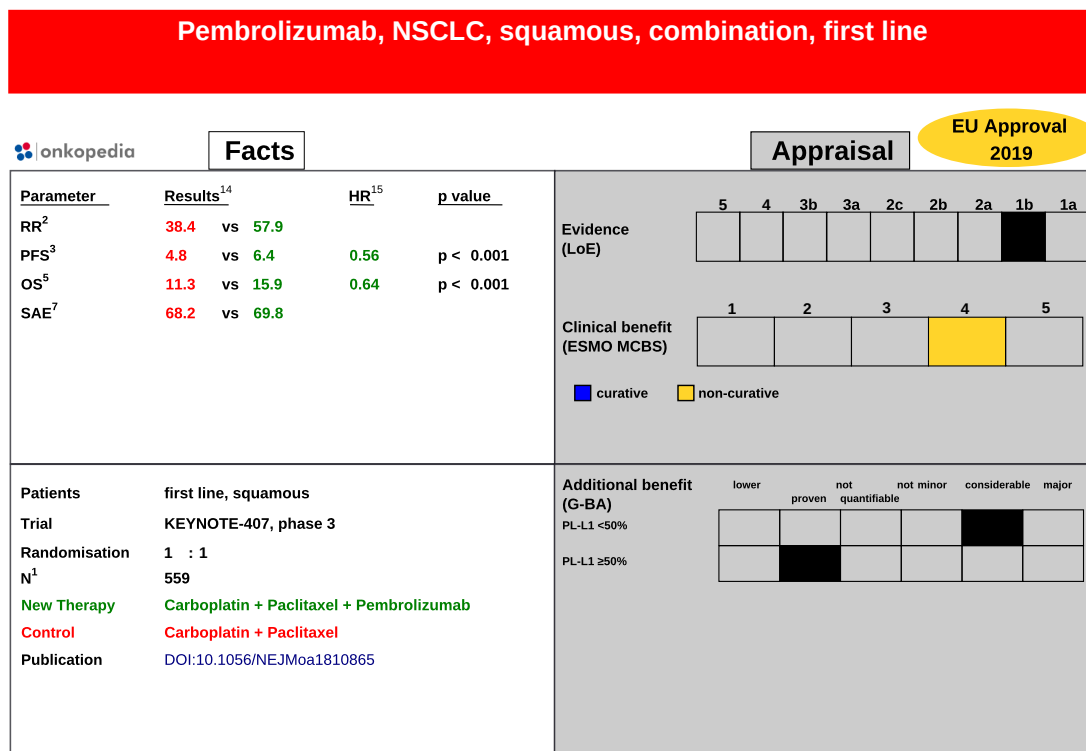 Pembrolizumab, NSCLC, squamous, combination, first line
onkopedia
Facts
Appraisal
EU Approval
2019
Parameter Results14 HR15 p value
RR2 38.4 vs 57.9
PFS3 4.8 vs 6.4 0.56 p < 0.001
OS5 11.3 vs 15.9 0.64 p < 0.001
SAE7 68.2 vs 69.8
5 4 3b 3a 2c 2b 2a 1b 1a
Evidence
(LoE)
1 2 3 4 5
Clinical benefit
(ESMO MCBS)
curative non-curative
Patients first line, squamous
Trial KEYNOTE-407, phase 3
Randomisation 1 : 1
N1 559
New Therapy Carboplatin + Paclitaxel + Pembrolizumab
Control Carboplatin + Paclitaxel
Publication DOI:10.1056/NEJMoa1810865
Additional benefit
(G-BA)
lower not not minor considerable major
proven quantifiable
PL-L1 <50%
PL-L1 ≥50%